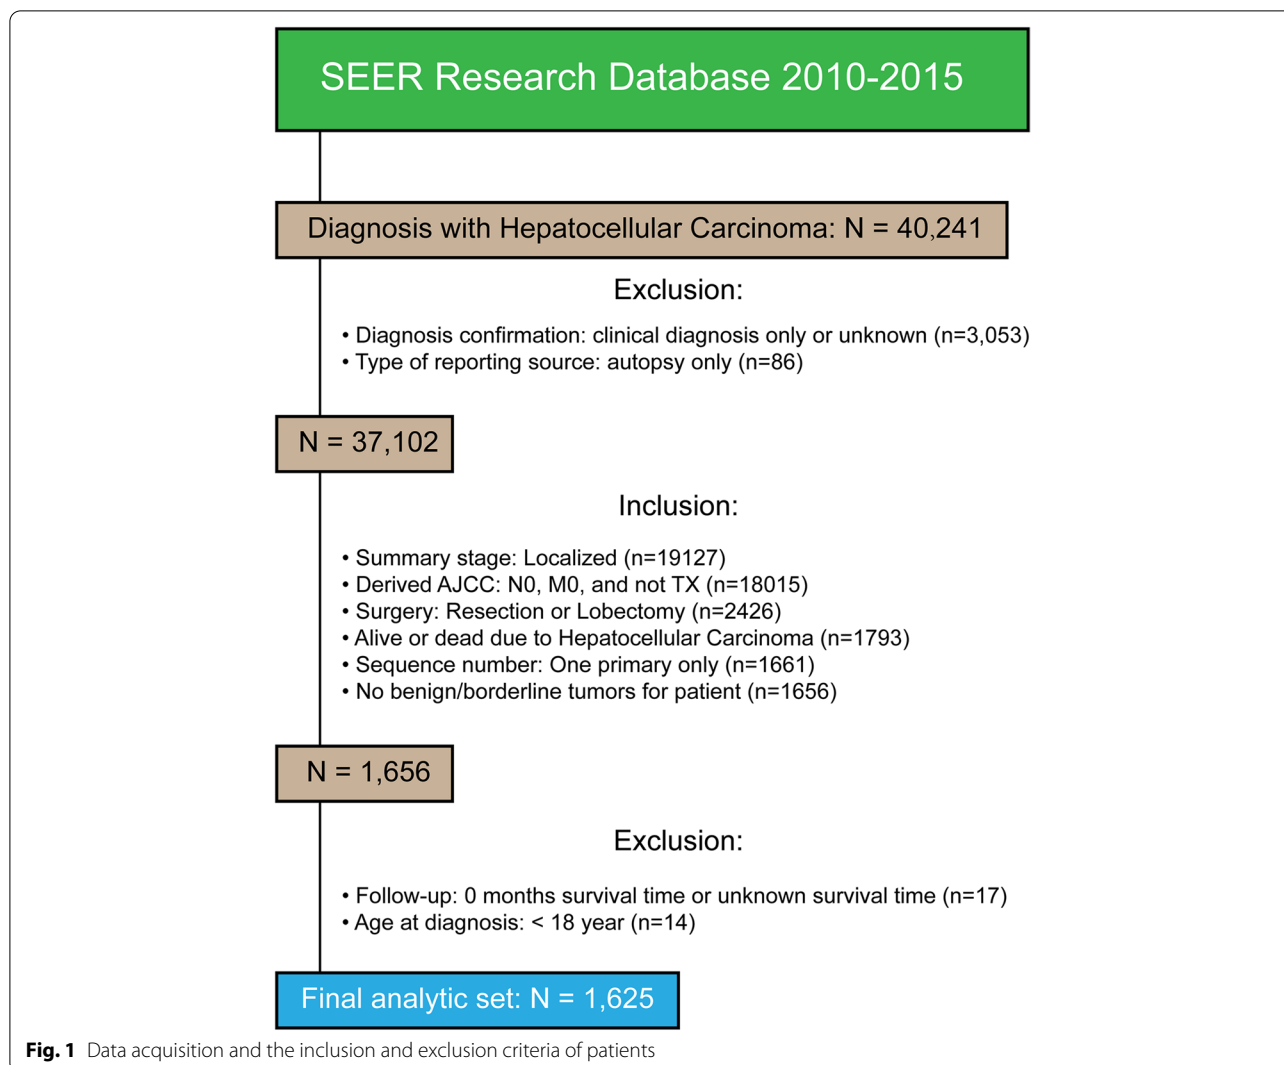 SEER Research Database 2010-2015
Diagnosis with Hepatocellular Carcinoma: N = 40,241
Exclusion:
• Diagnosis confirmation: clinical diagnosis only or unknown (n=3,053)
• Type of reporting source: autopsy only (n=86)
N = 37,102
Inclusion:
• Summary stage: Localized (n=19127)
• Derived AJCC: N0, M0, and not TX (n=18015)
• Surgery: Resection or Lobectomy (n=2426)
• Alive or dead due to Hepatocellular Carcinoma (n=1793)
• Sequence number: One primary only (n=1661)
• No benign/borderline tumors for patient (n=1656)
N = 1,656
Exclusion:
• Follow-up: 0 months survival time or unknown survival time (n=17)
• Age at diagnosis: < 18 year (n=14)
Final analytic set: N = 1,625
Fig. 1 Data acquisition and the inclusion and exclusion criteria of patients